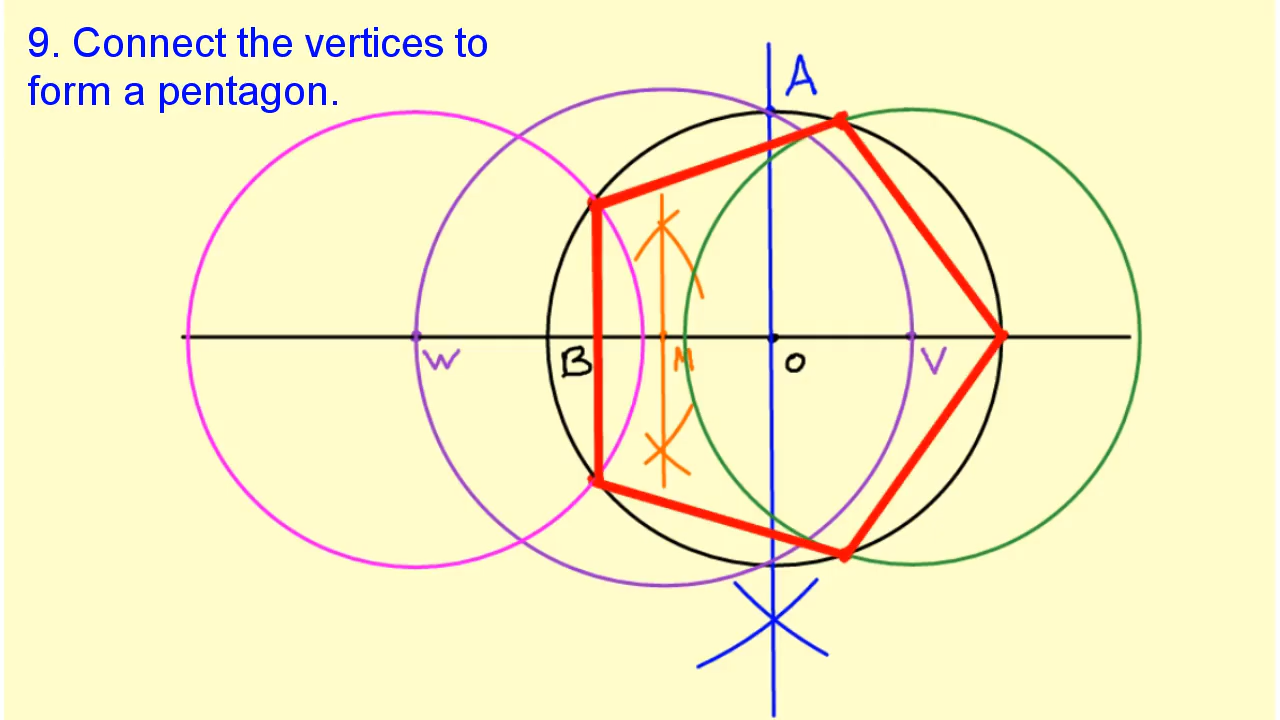 9. Connect the vertices to
form a pentagon.
A
W B M O V